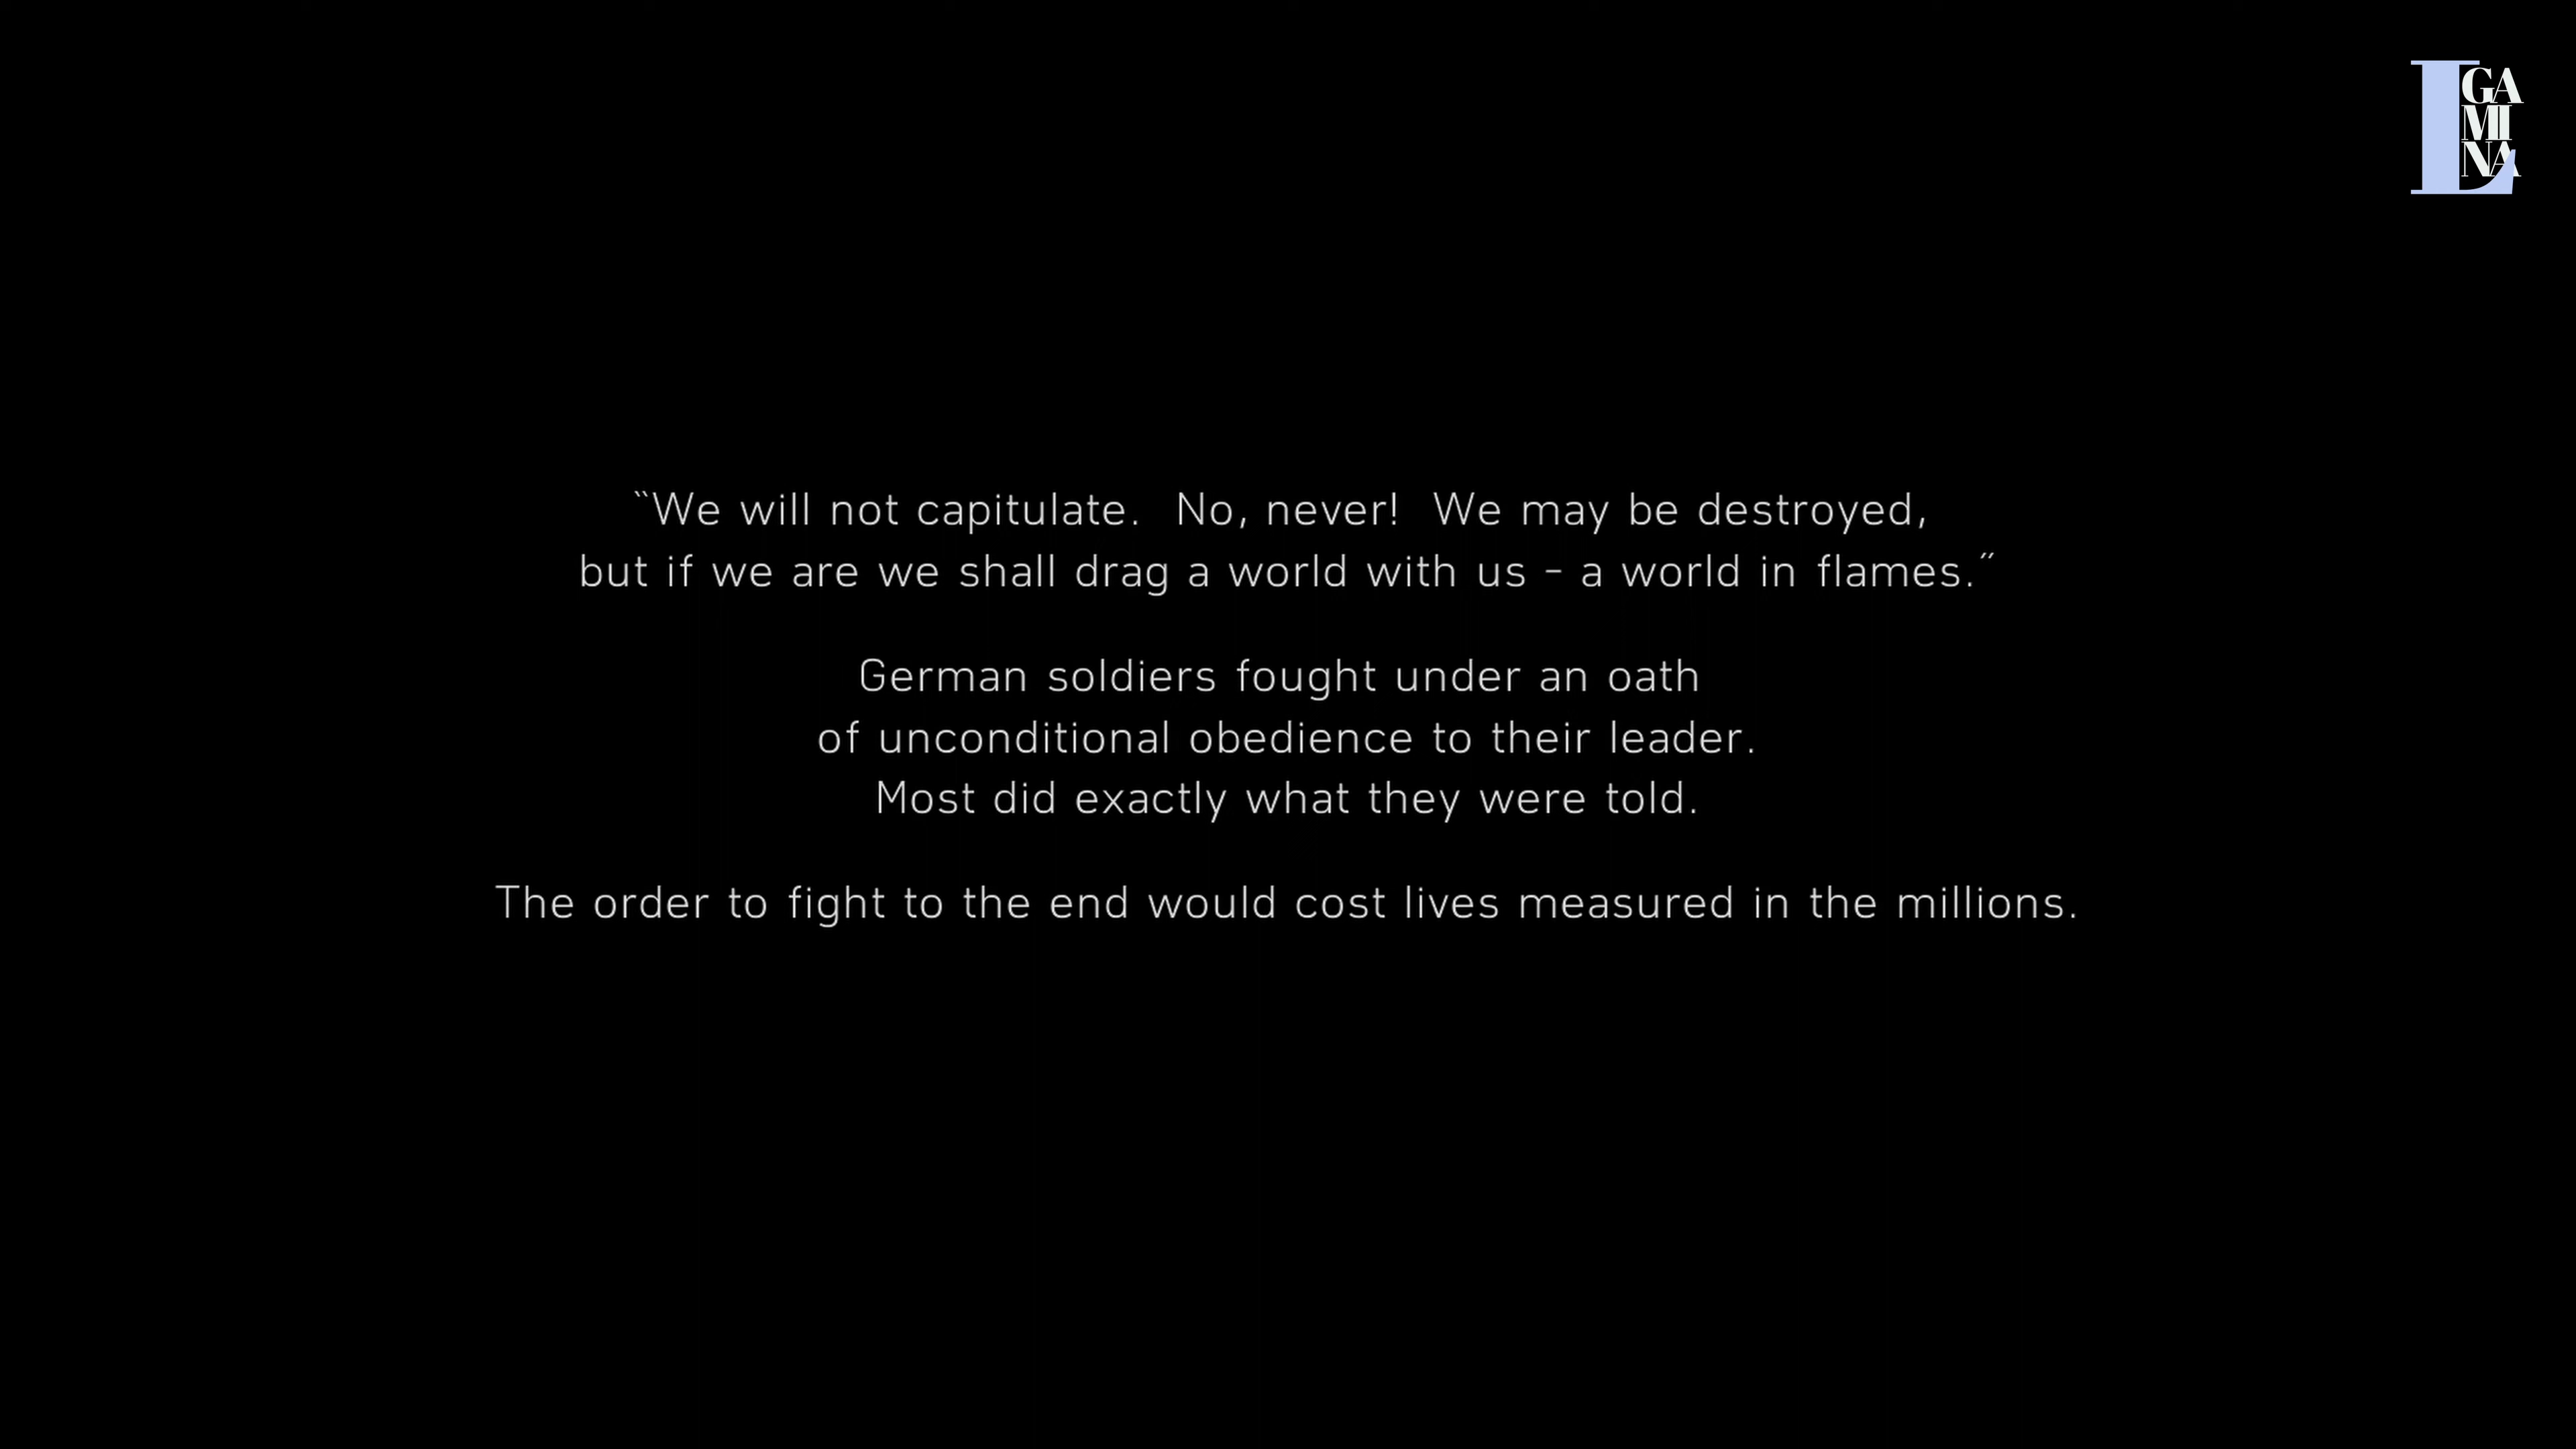 L
GA
MI
NA
“We will not capitulate. No, never! We may be destroyed,
but if we are we shall drag a world with us – a world in flames.”
German soldiers fought under an oath
of unconditional obedience to their leader.
Most did exactly what they were told.
The order to fight to the end would cost lives measured in the millions.